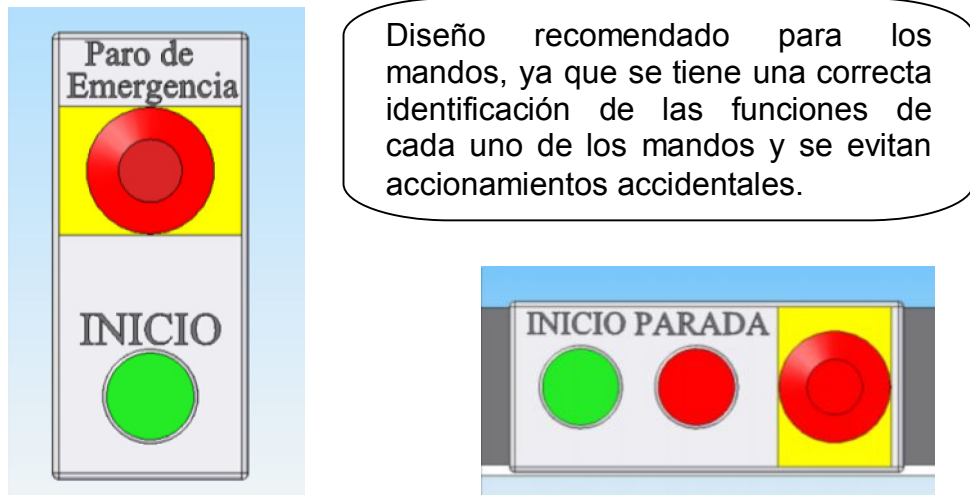 Paro de
Emergencia
INICIO
Diseño recomendado para los
mandos, ya que se tiene una correcta
identificación de las funciones de
cada uno de los mandos y se evitan
accionamientos accidentales.
INICIO PARADA